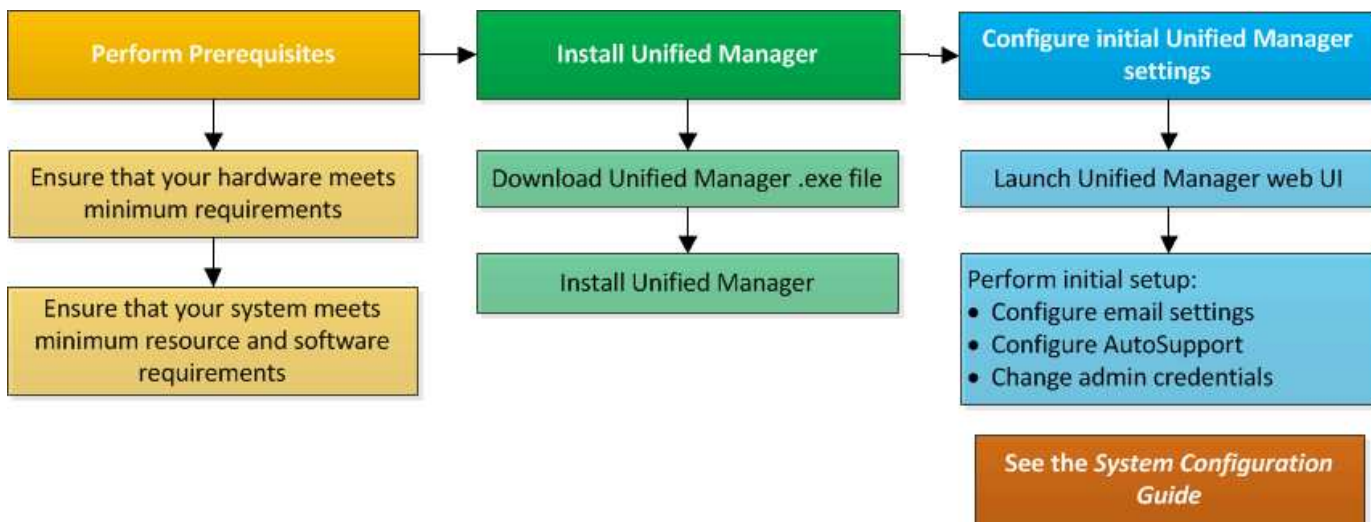 Perform Prerequisites
Install Unified Manager
Configure initial Unified Manager
settings
Ensure that your hardware meets
minimum requirements
Ensure that your system meets
minimum resource and software
requirements
Download Unified Manager .exe file
Install Unified Manager
Launch Unified Manager web UI
Perform initial setup:
• Configure email settings
• Configure AutoSupport
• Change admin credentials
See the System Configuration
Guide